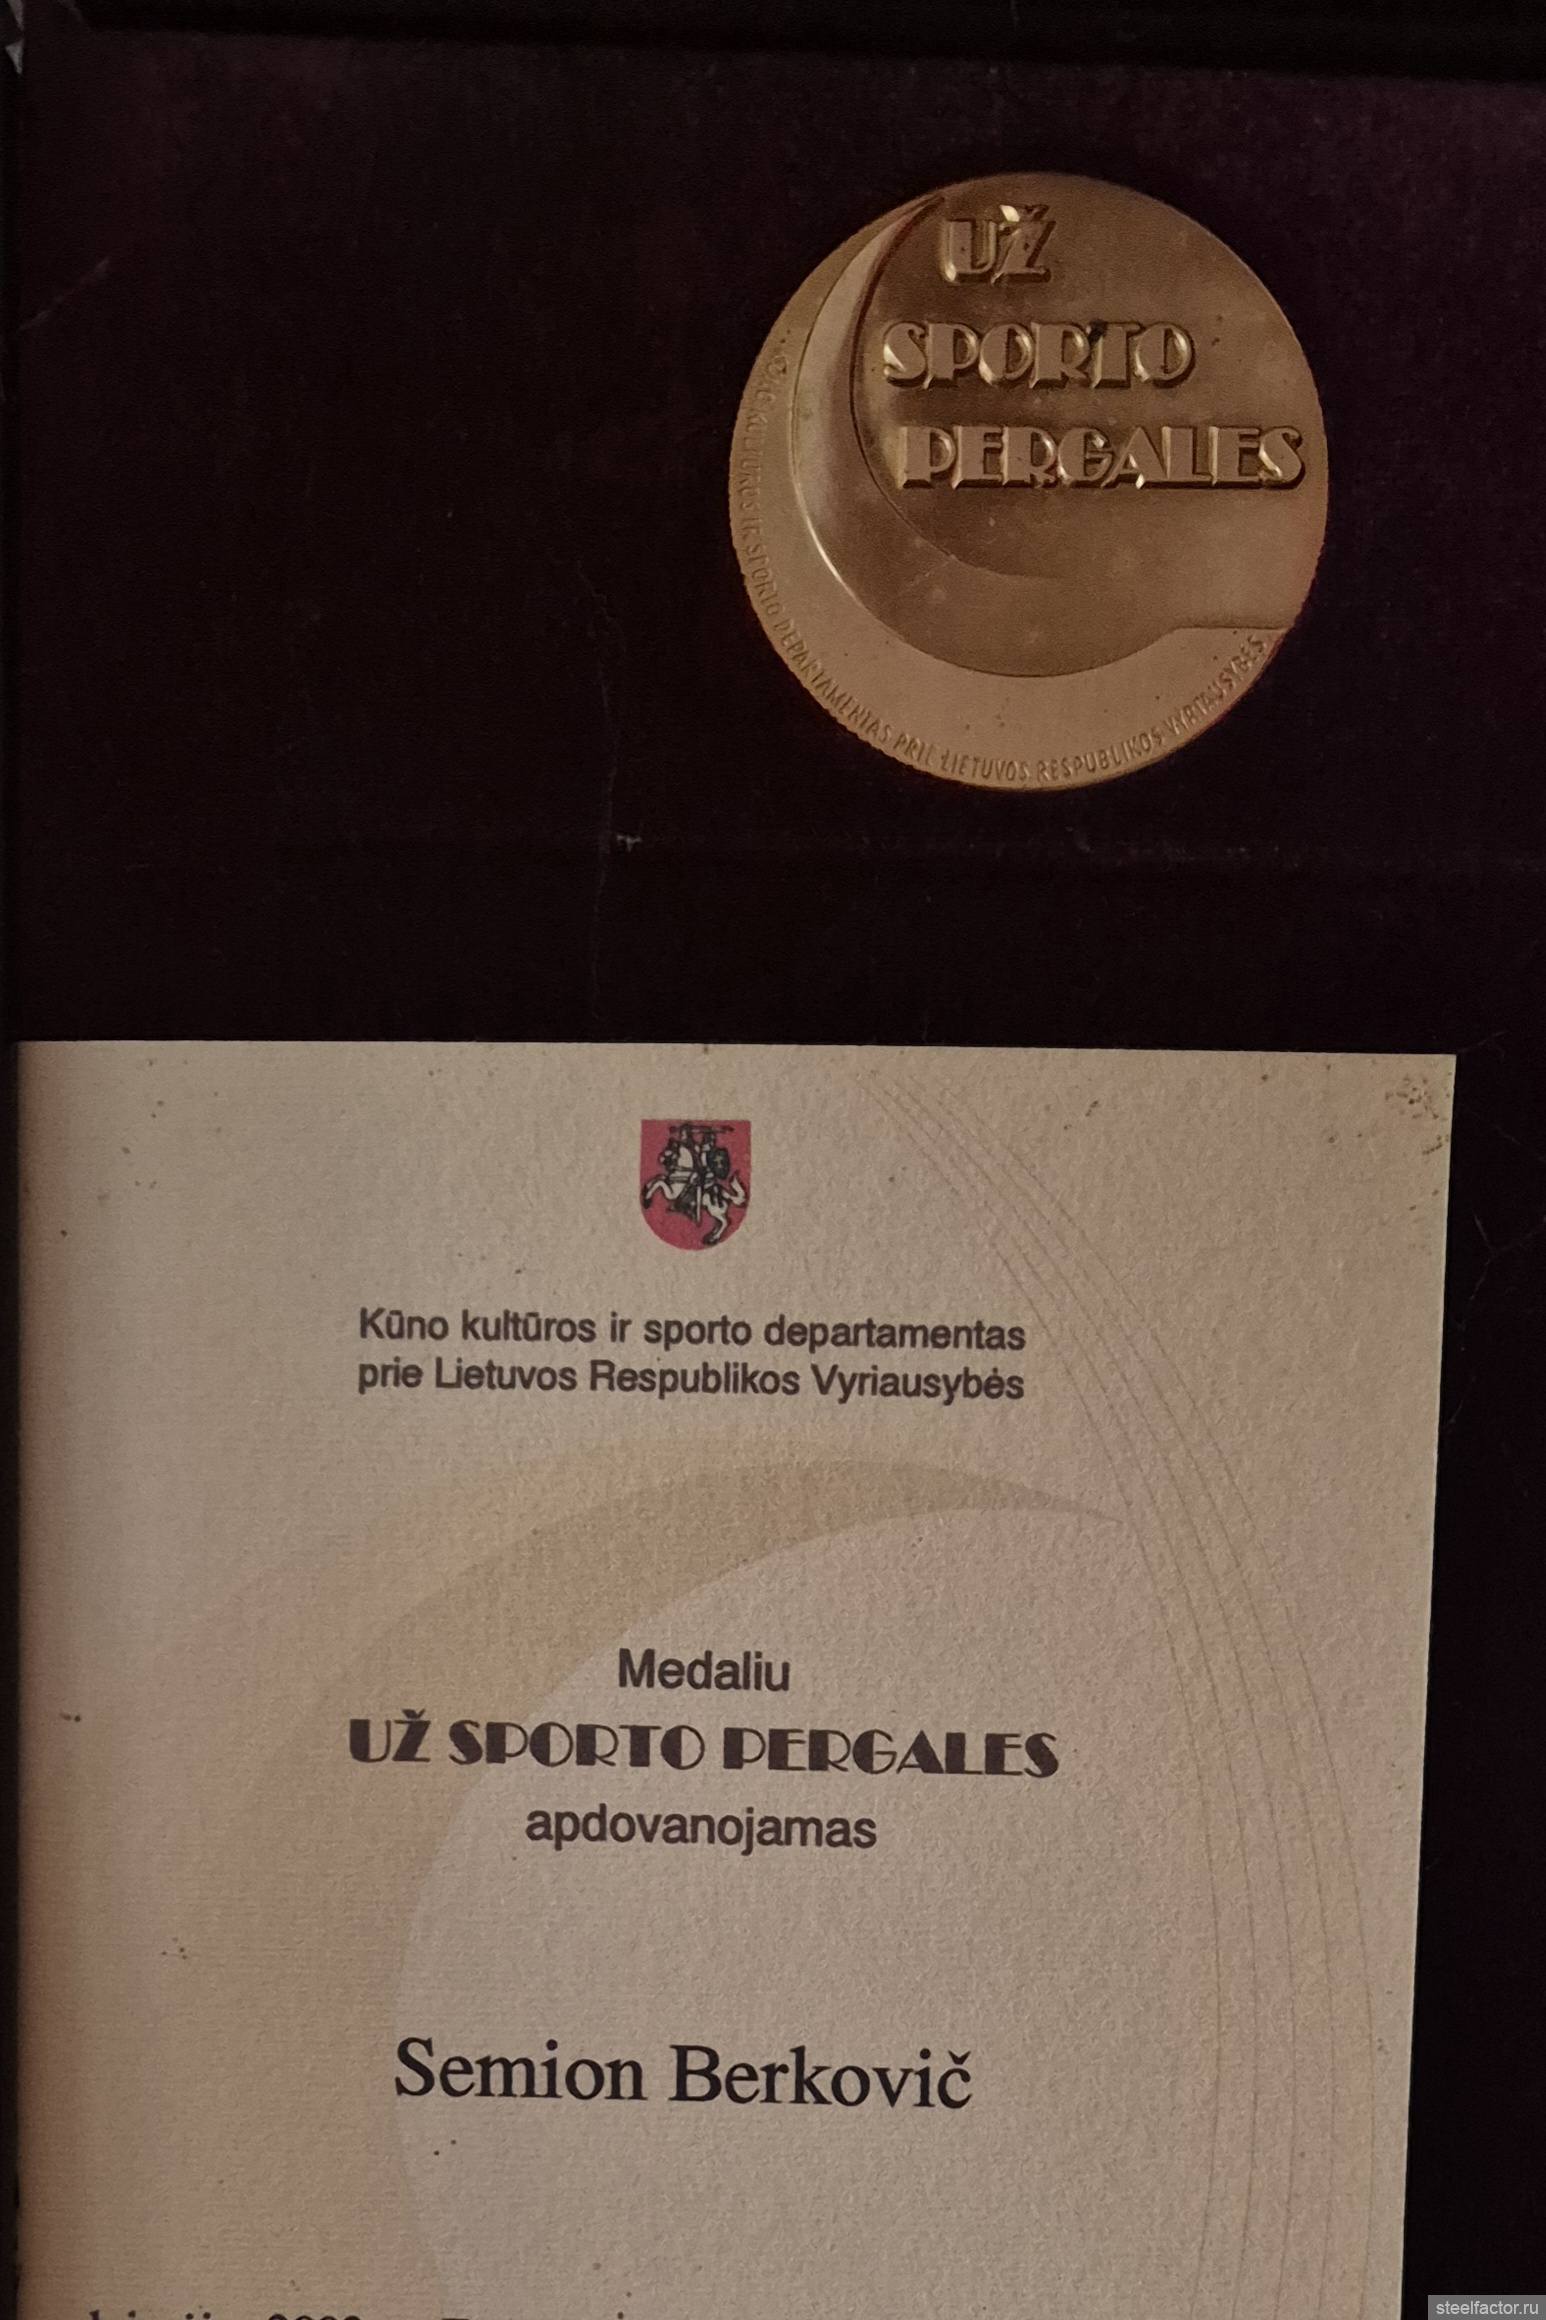 UŽ
SPORTO
PERGALES
KŪNO KULTŪROS IR SPORTO DEPARTAMENTAS PRIE LIETUVOS RESPUBLIKOS VYRIAUSYBĖS
Kūno kultūros ir sporto departamentas
prie Lietuvos Respublikos Vyriausybės
Medaliu
UŽ SPORTO PERGALES
apdovanojamas
Semion Berkovič
steelfactor.ru